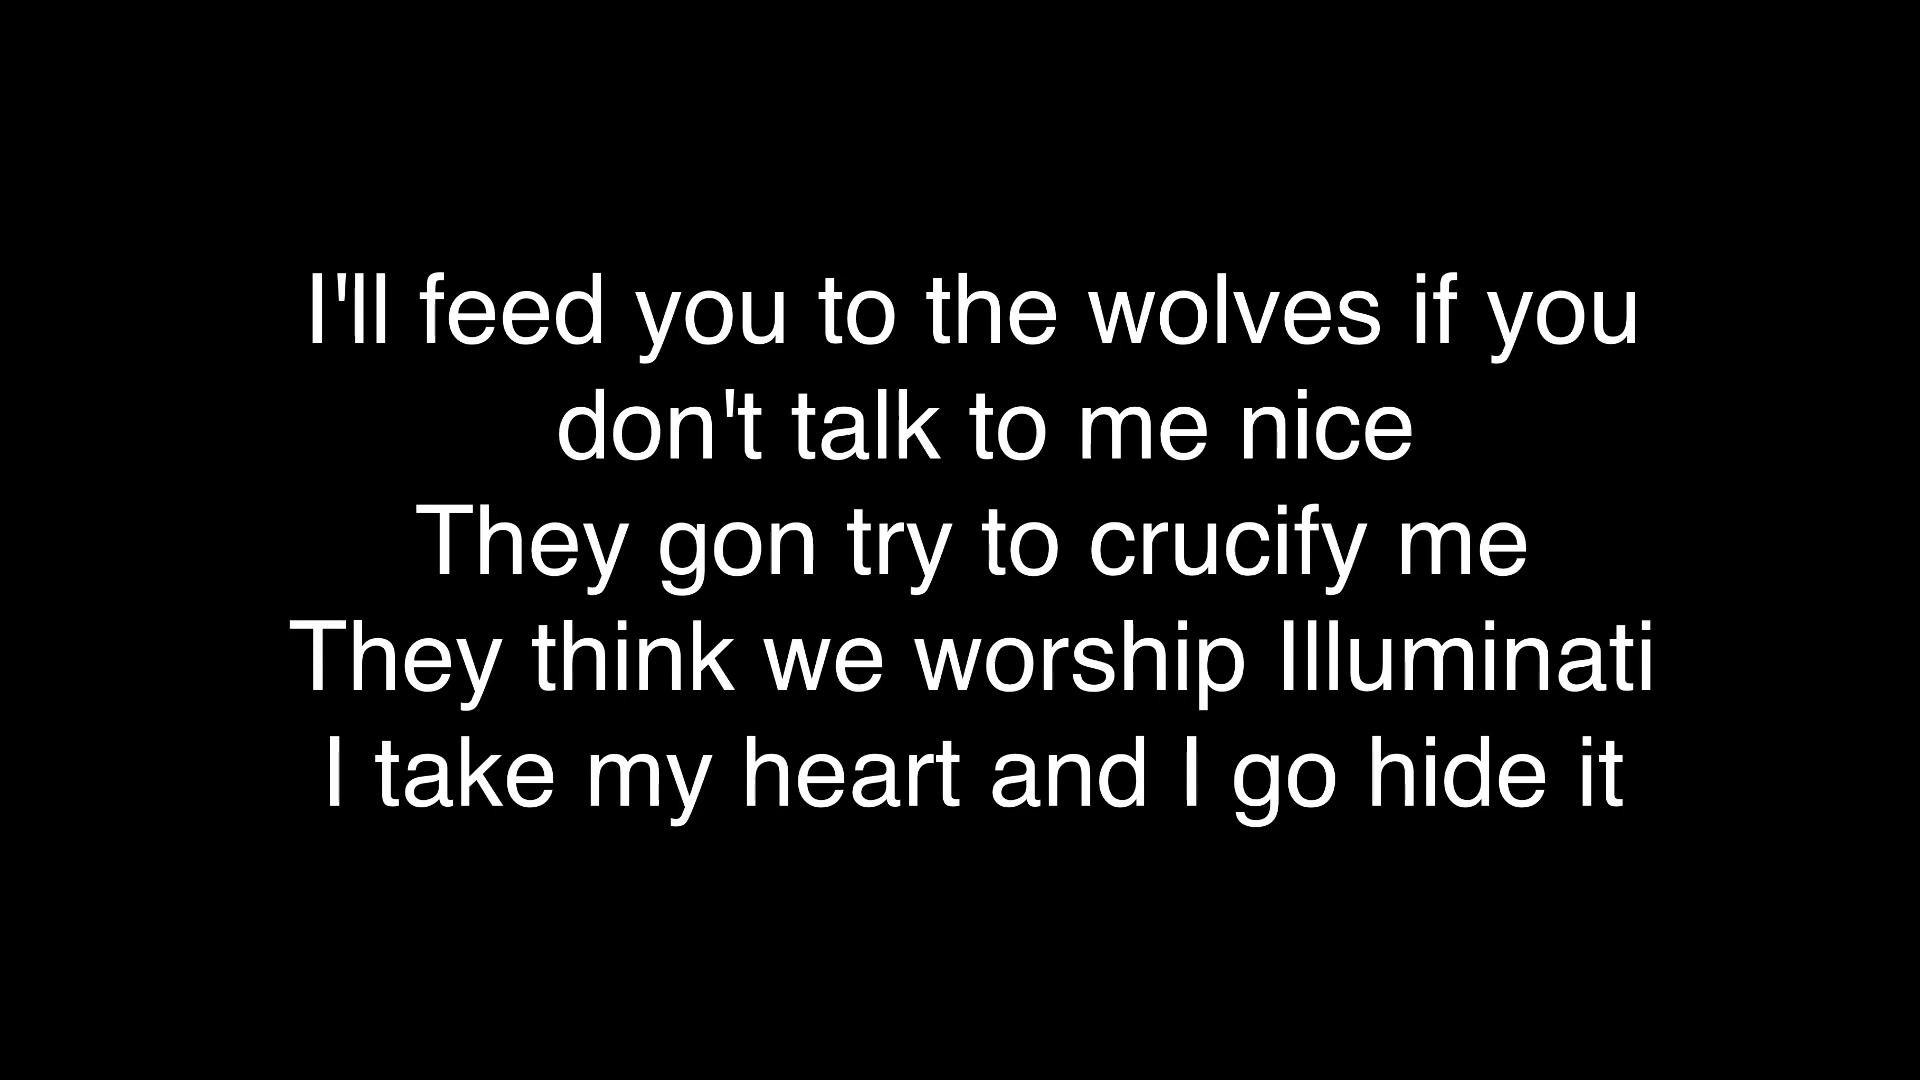 I'll feed you to the wolves if you
don't talk to me nice
They gon try to crucify me
They think we worship Illuminati
I take my heart and I go hide it